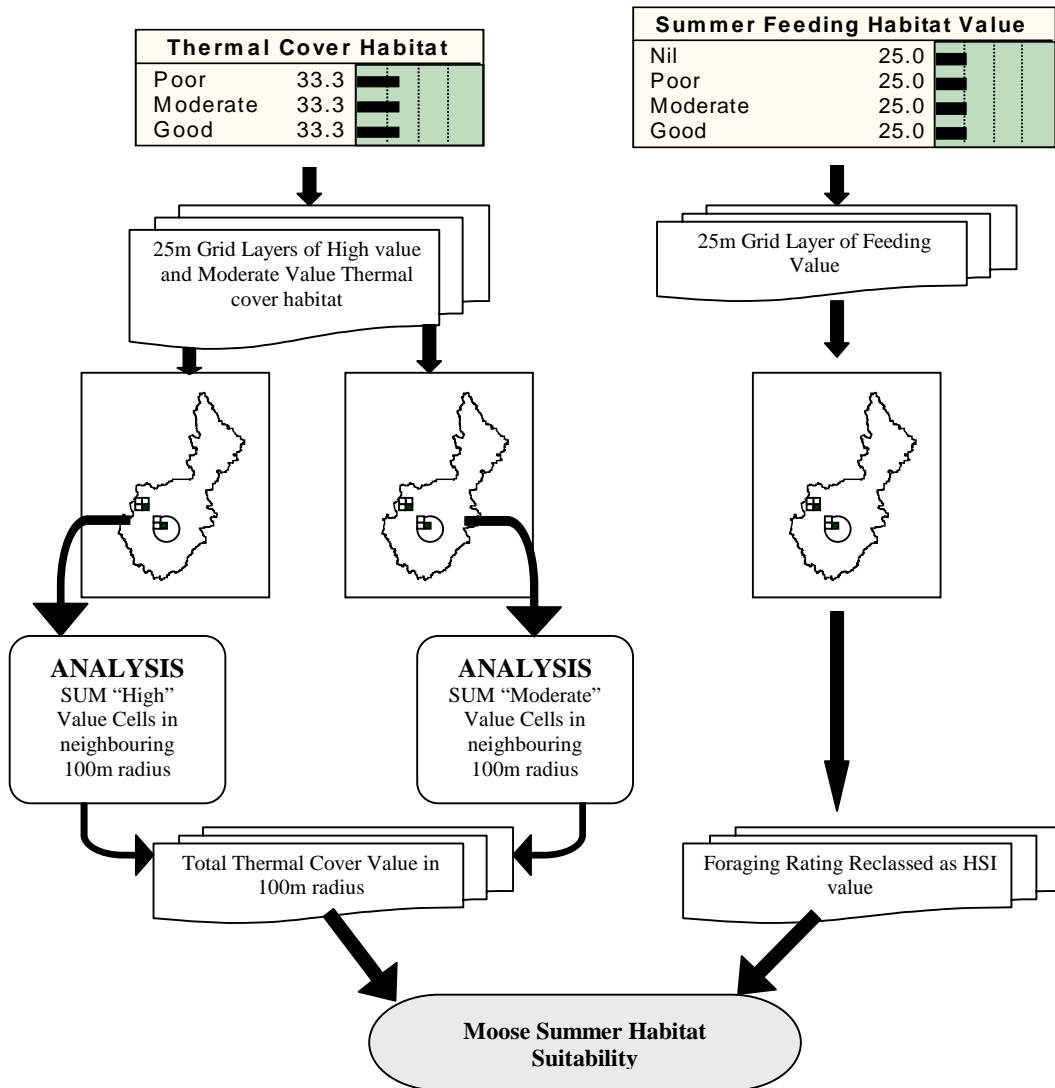 Thermal Cover Habitat
Poor 33.3
Moderate 33.3
Good 33.3
Summer Feeding Habitat Value
Nil 25.0
Poor 25.0
Moderate 25.0
Good 25.0
25m Grid Layers of High value
and Moderate Value Thermal
cover habitat
25m Grid Layer of Feeding
Value
ANALYSIS
SUM “High”
Value Cells in
neighbouring
100m radius
ANALYSIS
SUM “Moderate”
Value Cells in
neighbouring
100m radius
Total Thermal Cover Value in
100m radius
Foraging Rating Reclassed as HSI
value
Moose Summer Habitat
Suitability